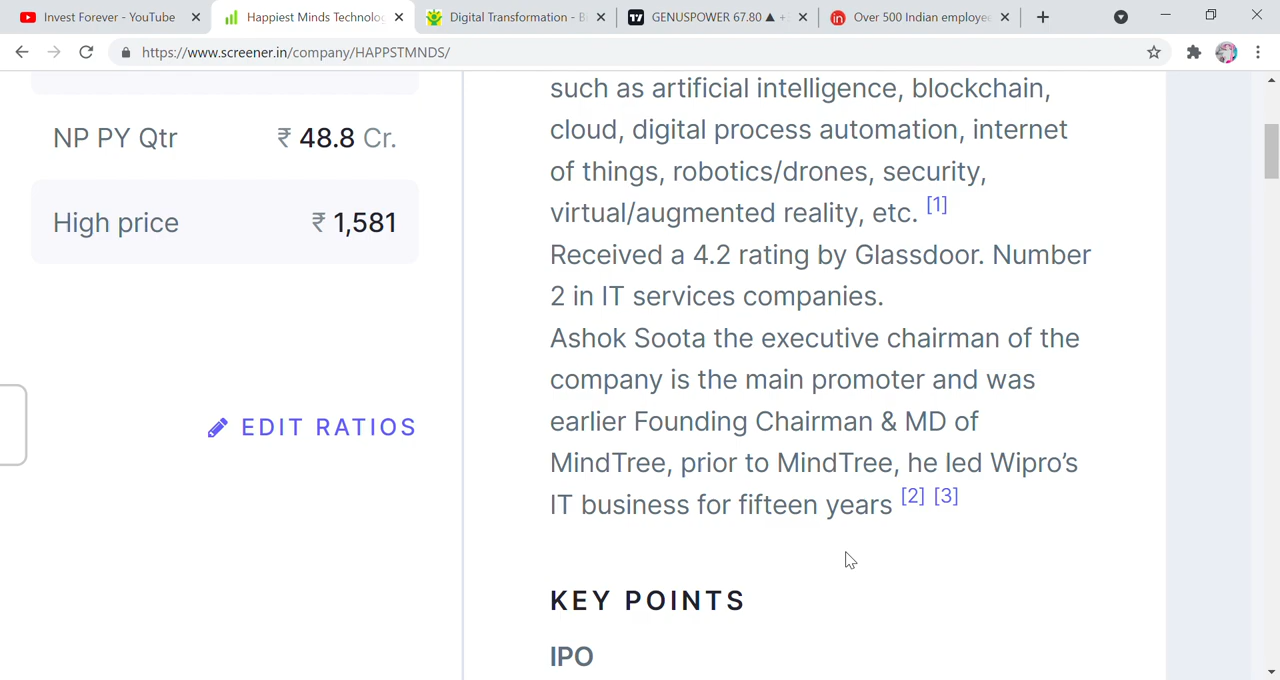 Invest Forever - YouTube
Happiest Minds Technolo
Digital Transformation - B
GENUSPOWER 67.80 ▲ +
Over 500 Indian employe
https://www.screener.in/company/HAPPSTMNDS/
NP PY Qtr ₹ 48.8 Cr.
High price ₹ 1,581
EDIT RATIOS
such as artificial intelligence, blockchain,
cloud, digital process automation, internet
of things, robotics/drones, security,
virtual/augmented reality, etc. [1]
Received a 4.2 rating by Glassdoor. Number
2 in IT services companies.
Ashok Soota the executive chairman of the
company is the main promoter and was
earlier Founding Chairman & MD of
MindTree, prior to MindTree, he led Wipro’s
IT business for fifteen years [2] [3]
KEY POINTS
IPO